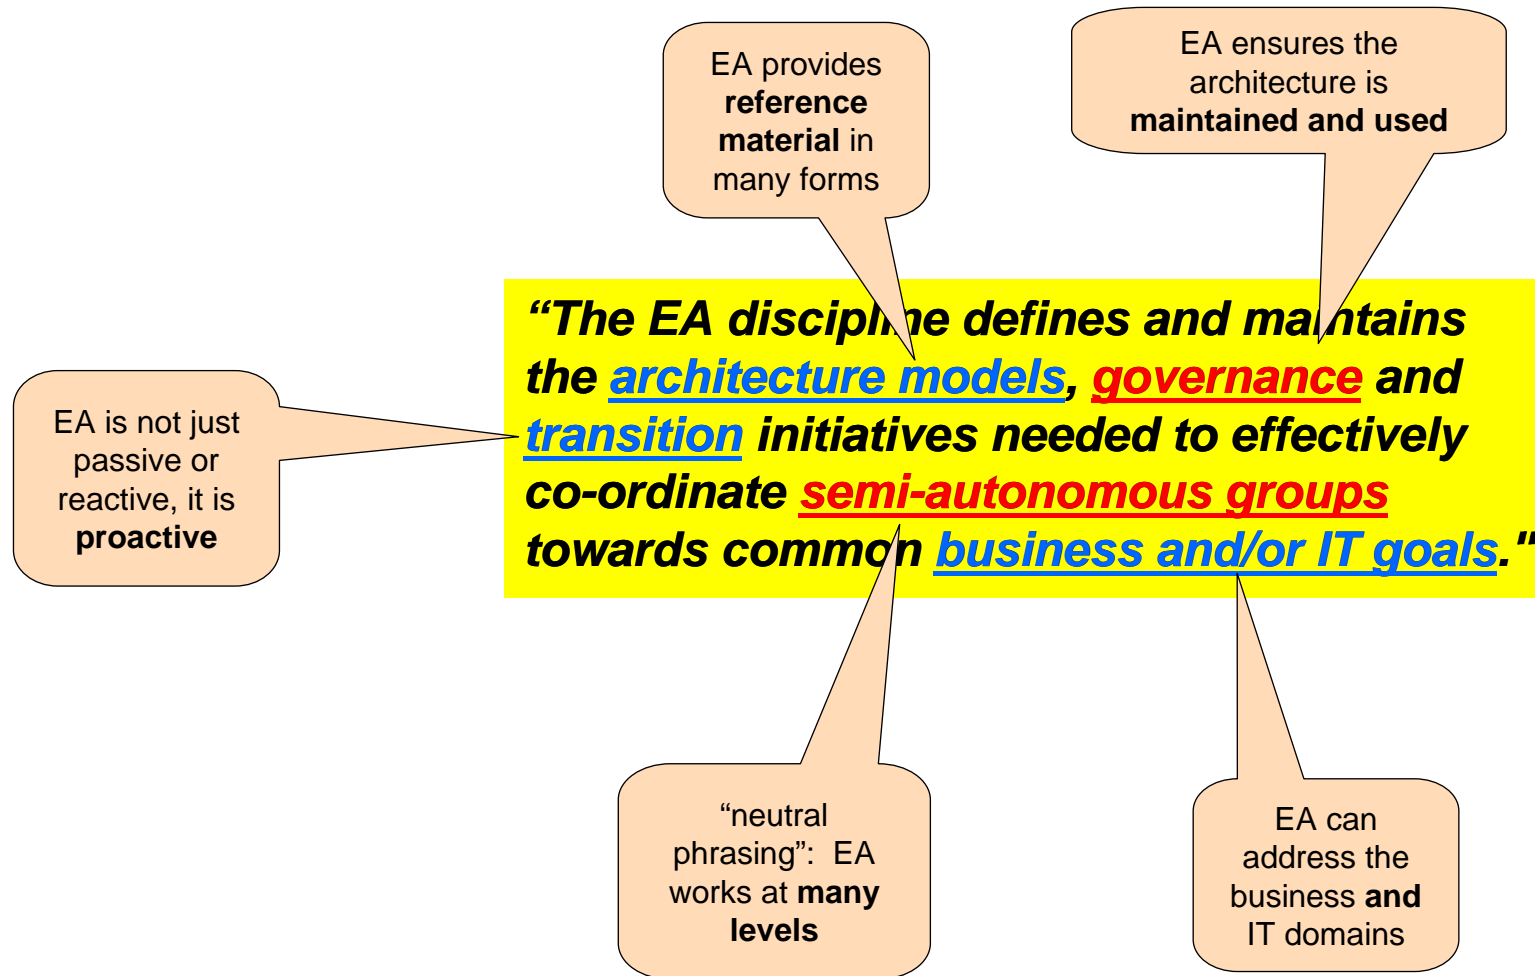 EA provides
reference
material in
many forms
EA ensures the
architecture is
maintained and used
“The EA discipline defines and maintains
the architecture models, governance and
transition initiatives needed to effectively
co-ordinate semi-autonomous groups
towards common business and/or IT goals."
EA is not just
passive or
reactive, it is
proactive
“neutral
phrasing”:  EA
works at many
levels
EA can
address the
business and
IT domains